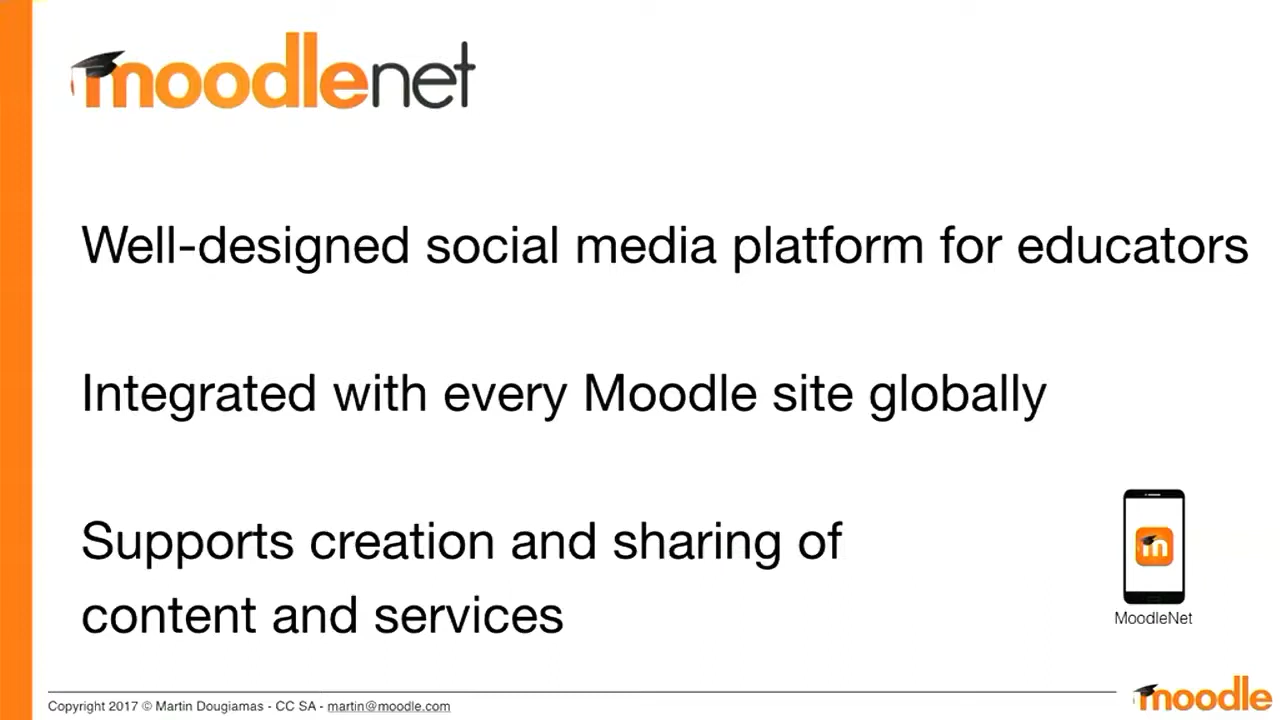 moodlenet
Well-designed social media platform for educators
Integrated with every Moodle site globally
Supports creation and sharing of
content and services
m
MoodleNet
Copyright 2017 © Martin Dougiamas - CC SA - martin@moodle.com
moodle